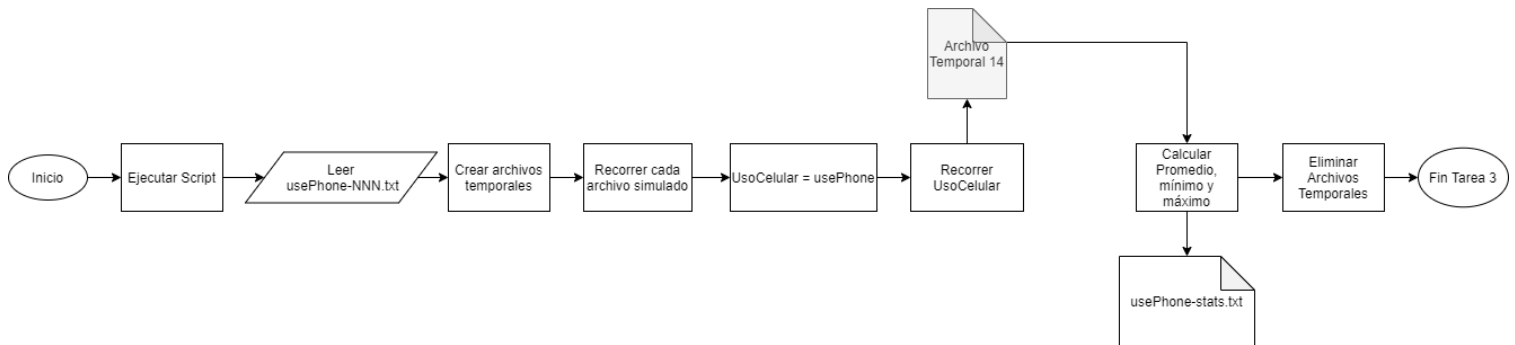 Archivo
Temporal 14
Inicio
Ejecutar Script
Leer
usePhone-NNN.txt
Crear archivos
temporales
Recorrer cada
archivo simulado
UsoCelular = usePhone
Recorrer
UsoCelular
Calcular
Promedio,
mínimo y
máximo
Eliminar
Archivos
Temporales
Fin Tarea 3
usePhone-stats.txt